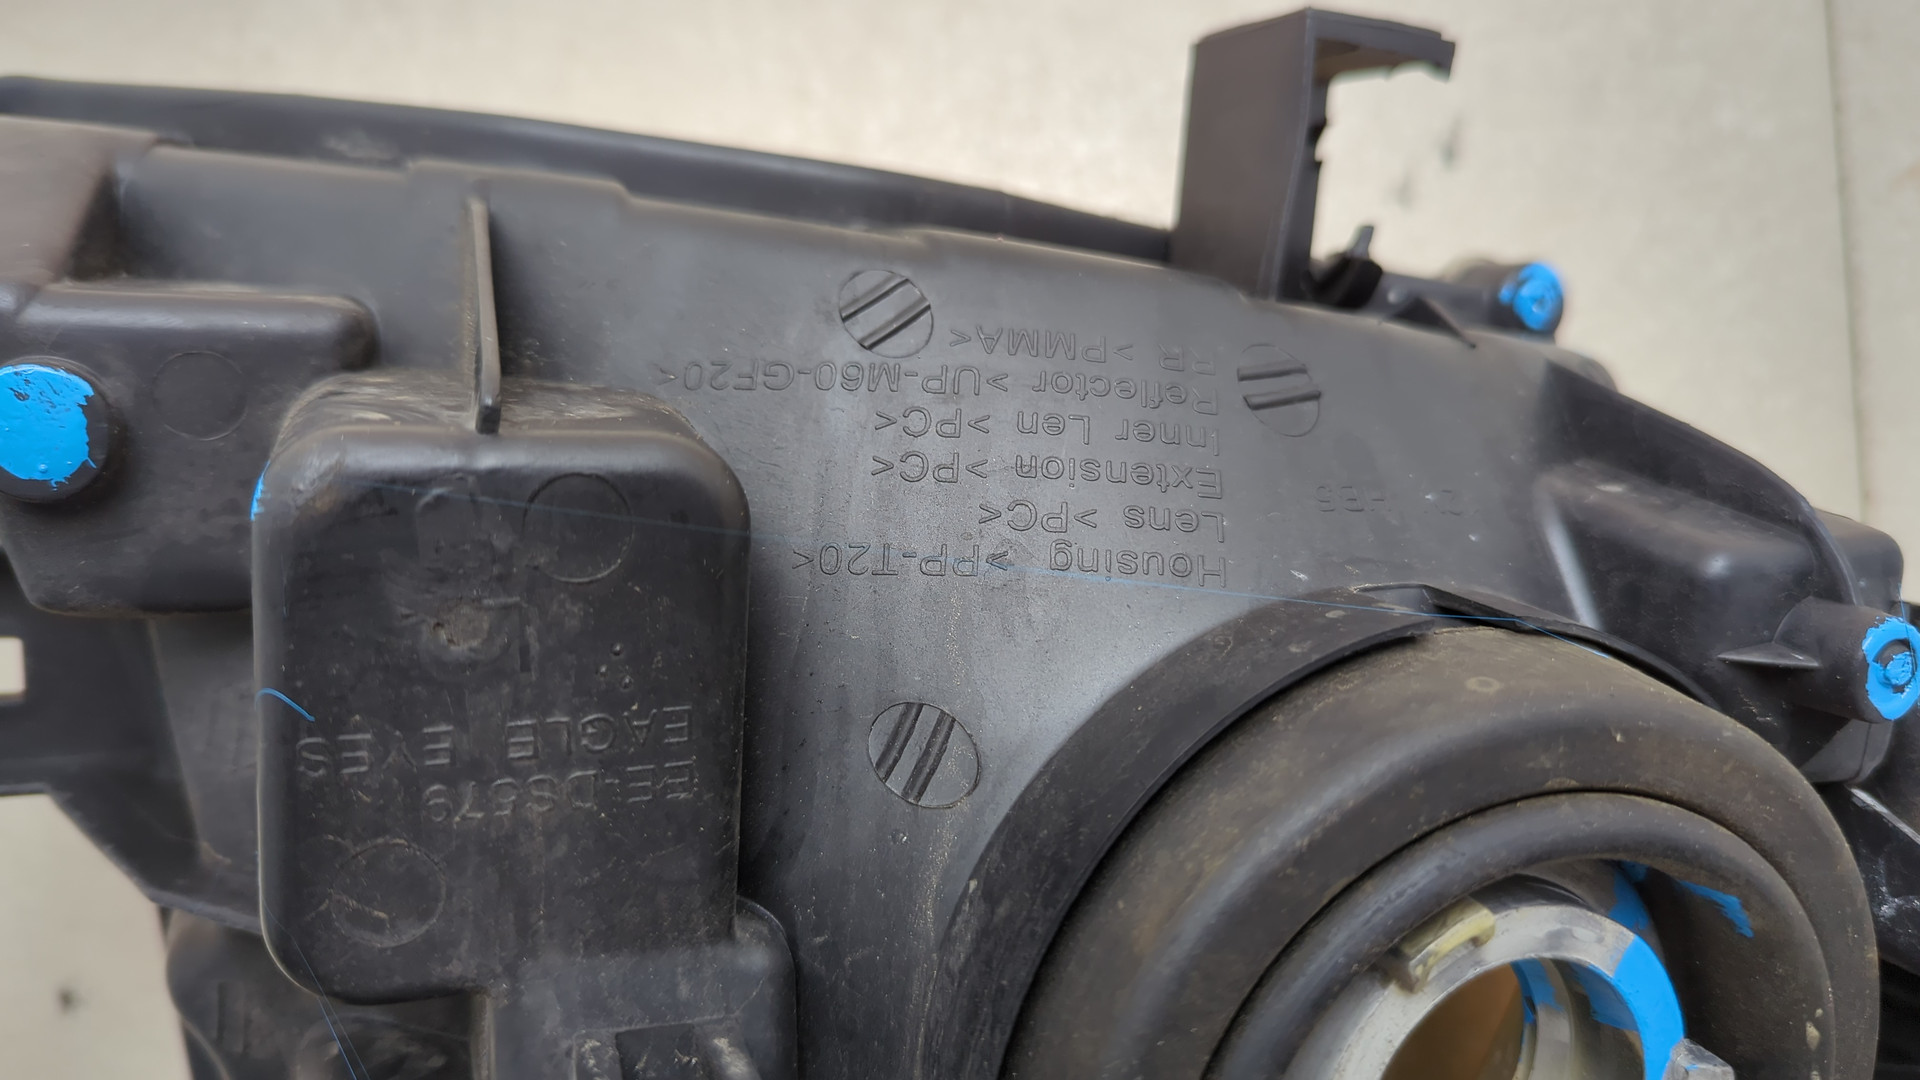 Housing >PP-T20<
Lens >PC<
Extension >PC<
Inner Len >PC<
Reflector >UP-M60-GF20<
RR >PMMA<
EE-DS579
EAGLE EYES
L